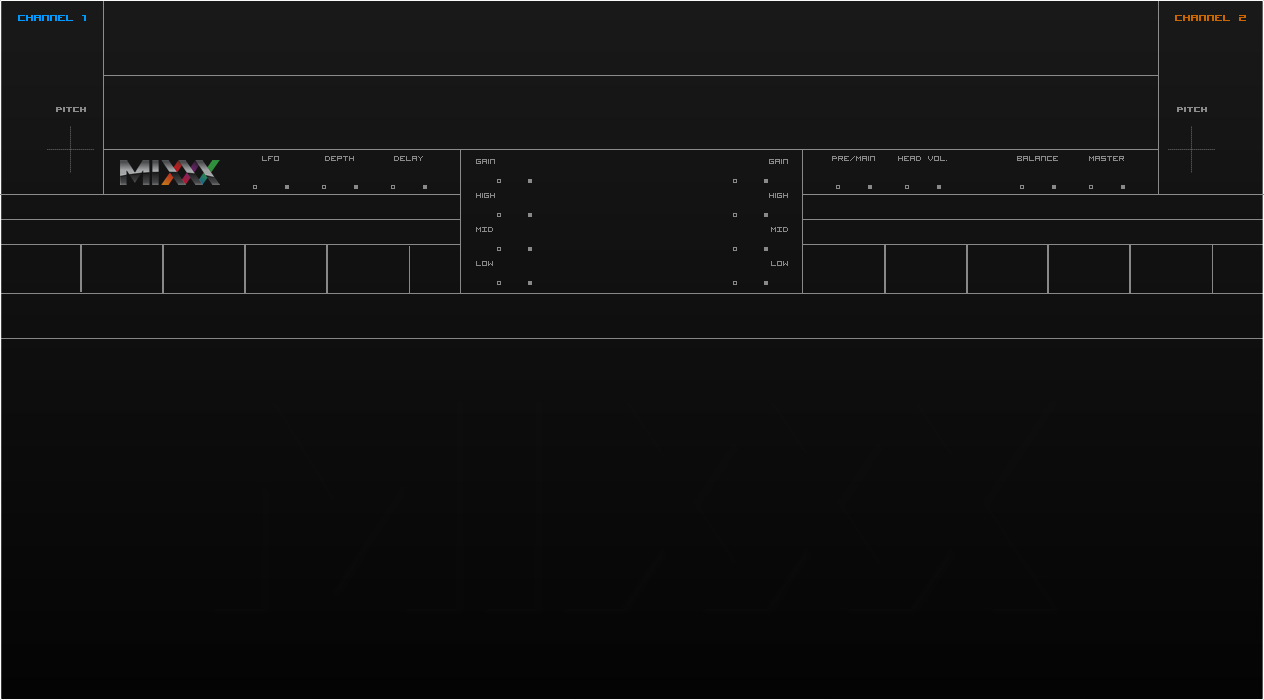 CHANNEL 1
CHANNEL 2
PITCH
PITCH
MIXXX
LFO DEPTH DELAY
GAIN
GAIN
PRE/MAIN HEAD VOL. BALANCE MASTER
HIGH
HIGH
MID
MID
LOW
LOW